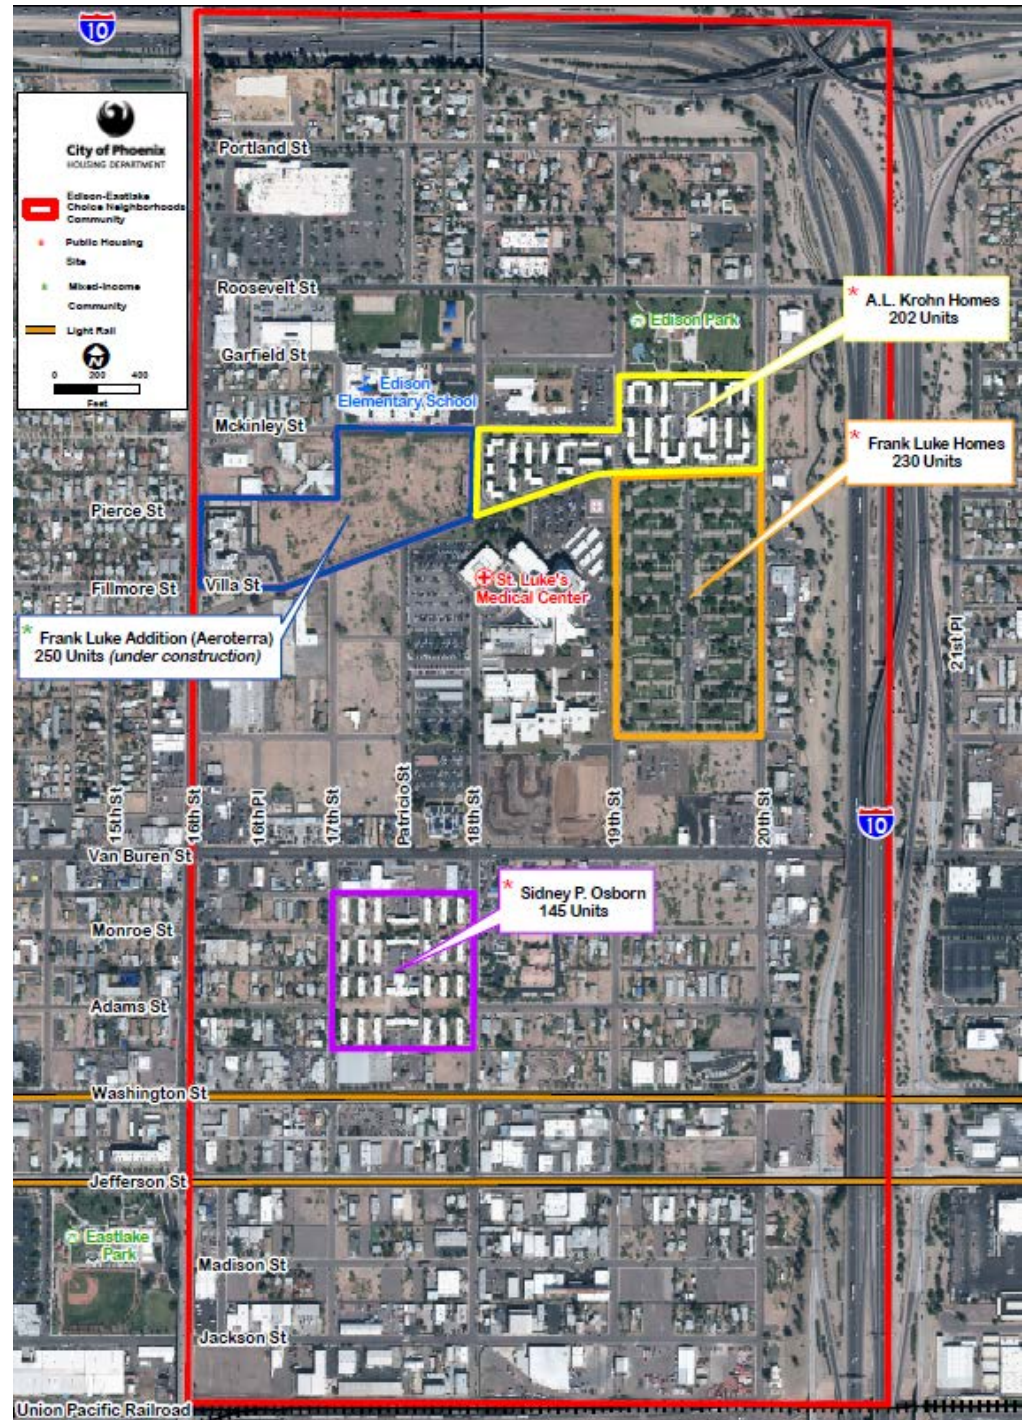 10
City of Phoenix
HOUSING DEPARTMENT
Edison-Eastlake
Choice Neighborhoods
Community
* Public Housing
Site
* Mixed-Income
Community
Light Rail
N
0 200 400
Feet
Portland St
Roosevelt St
* A.L. Krohn Homes
202 Units
Edison Park
Garfield St
Edison
Elementary School
Mckinley St
* Frank Luke Homes
230 Units
Pierce St
Fillmore St
Villa St
St. Luke's
Medical Center
* Frank Luke Addition (Aeroterra)
250 Units (under construction)
21st Pl
15th St
16th St
16th Pl
17th St
Patricio St
18th St
19th St
20th St
10
Van Buren St
* Sidney P. Osborn
145 Units
Monroe St
Adams St
Washington St
Jefferson St
Eastlake
Park
Madison St
Jackson St
Union Pacific Railroad